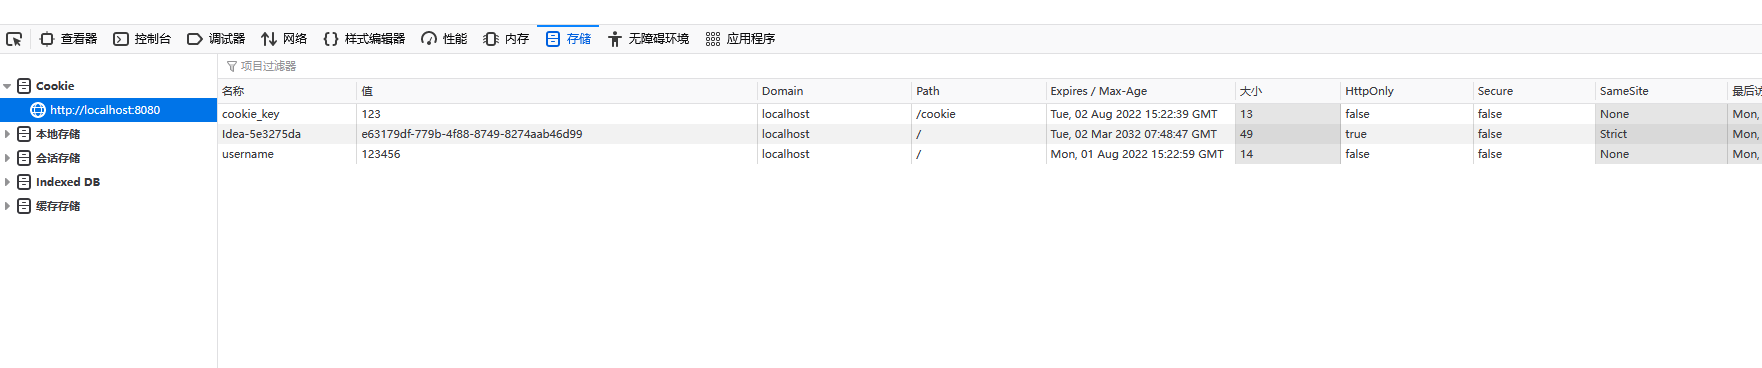 查看器 控制台 调试器 网络 样式编辑器 性能 内存 存储 无障碍环境 应用程序
Cookie
http://localhost:8080
本地存储
会话存储
Indexed DB
缓存存储
项目过滤器
名称 值 Domain Path Expires / Max-Age 大小 HttpOnly Secure SameSite 最后访
cookie_key 123 localhost /cookie Tue, 02 Aug 2022 15:22:39 GMT 13 false false None Mon,
Idea-5e3275da e63179df-779b-4f88-8749-8274aab46d99 localhost / Tue, 02 Mar 2032 07:48:47 GMT 49 true false Strict Mon,
username 123456 localhost / Mon, 01 Aug 2022 15:22:59 GMT 14 false false None Mon,